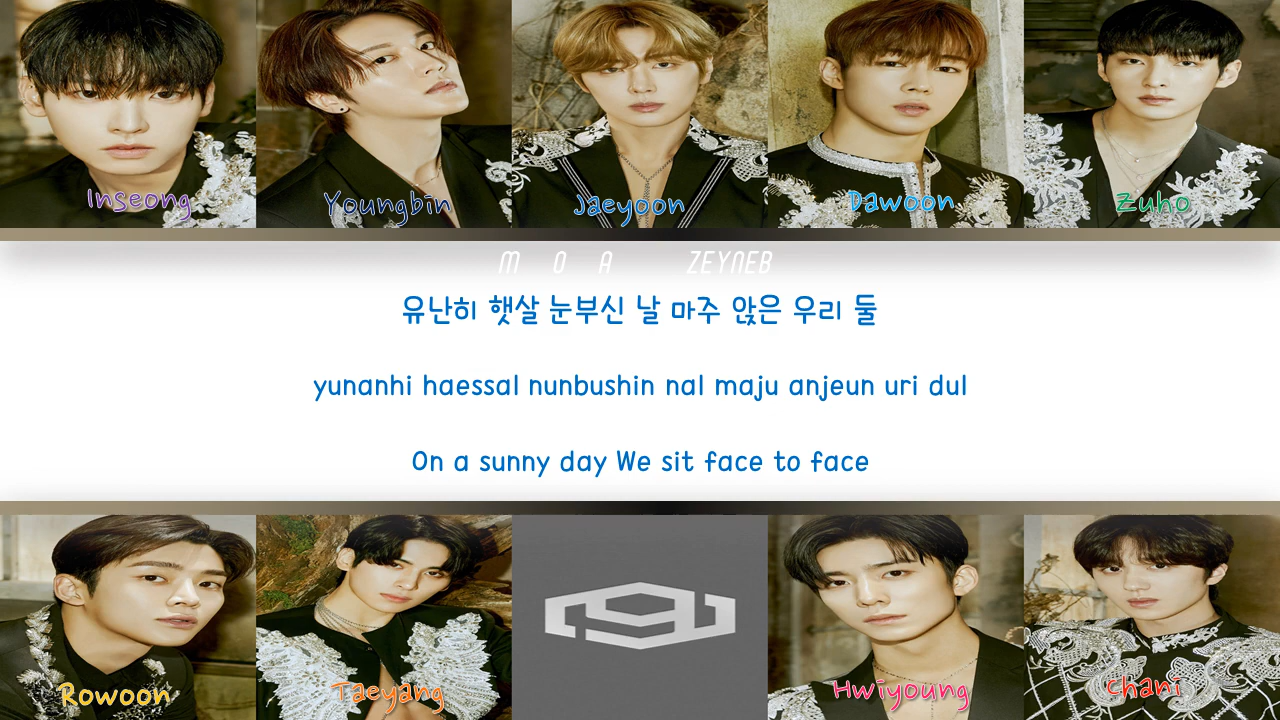 Inseong
Youngbin
Jaeyoon
Dawoon
Zuho
M O A ZEYNEB
유난히 햇살 눈부신 날 마주 앉은 우리 둘
yunanhi haessal nunbushin nal maju anjeun uri dul
On a sunny day We sit face to face
Rowoon
Taeyang
Hwiyoung
Chani